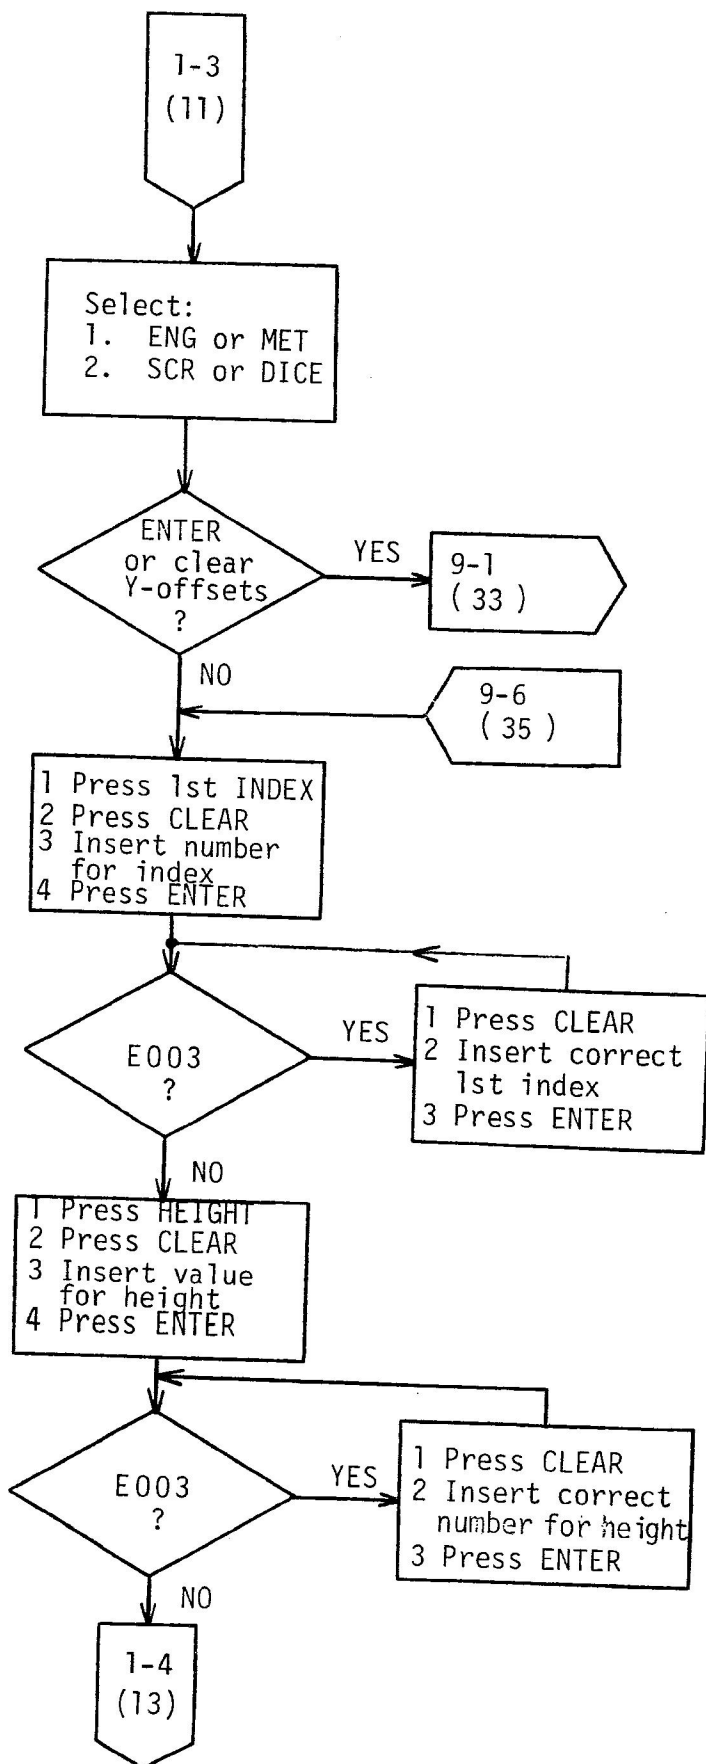 1-3
(11)
Select:
1. ENG or MET
2. SCR or DICE
ENTER
or clear
Y-offsets
?
YES
9-1
( 33 )
NO
9-6
( 35 )
1 Press 1st INDEX
2 Press CLEAR
3 Insert number
for index
4 Press ENTER
E003
?
YES
1 Press CLEAR
2 Insert correct
1st index
3 Press ENTER
NO
1 Press HEIGHT
2 Press CLEAR
3 Insert value
for height
4 Press ENTER
E003
?
YES
1 Press CLEAR
2 Insert correct
number for height
3 Press ENTER
NO
1-4
(13)